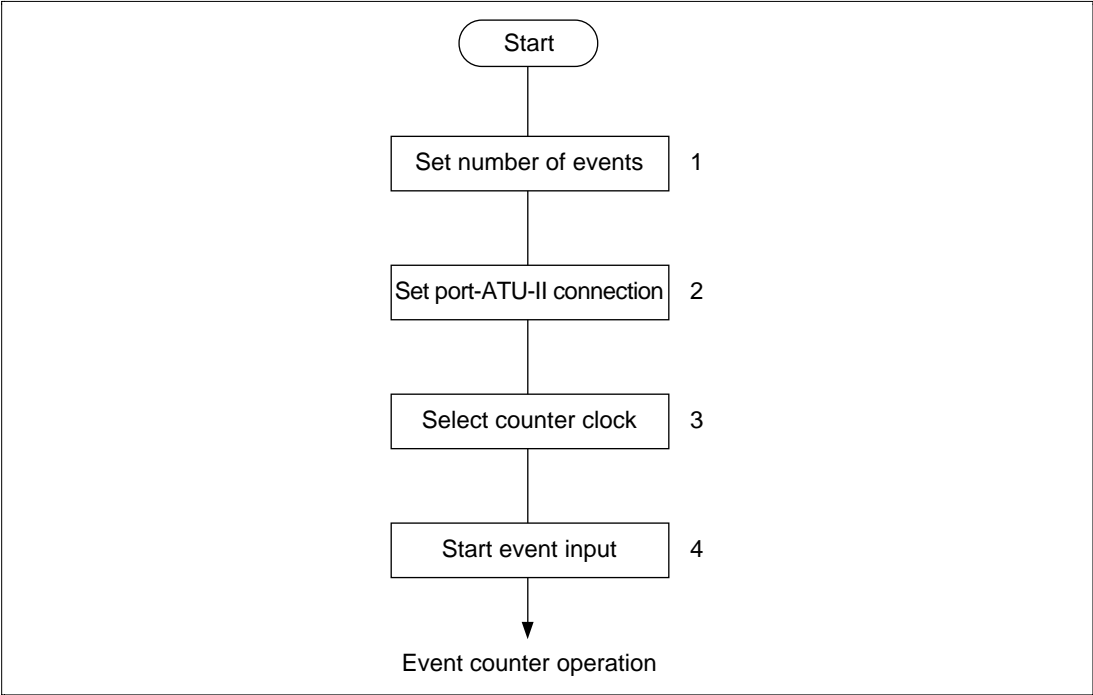 Start
Set number of events 1
Set port-ATU-II connection 2
Select counter clock 3
Start event input 4
Event counter operation